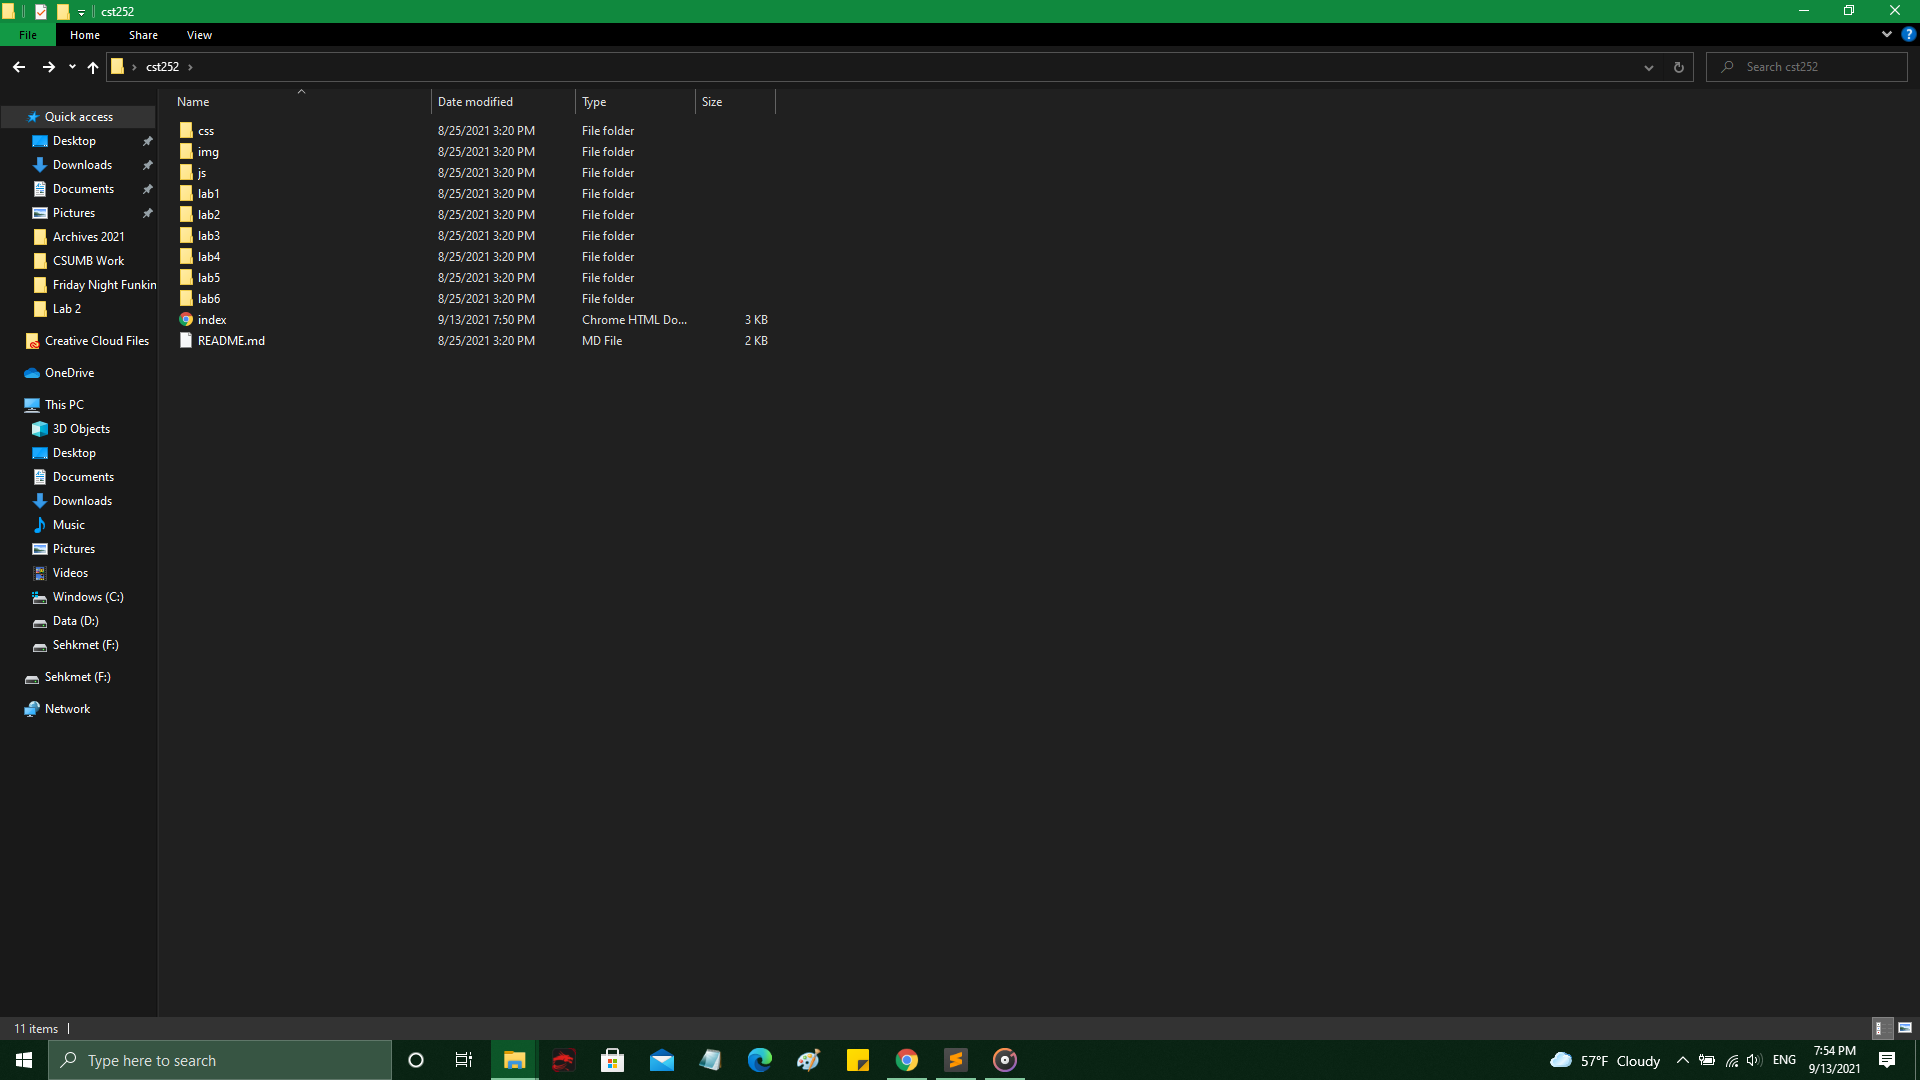 cst252
File Home Share View
cst252
Search cst252
Name Date modified Type Size
Quick access
Desktop
Downloads
Documents
Pictures
Archives 2021
CSUMB Work
Friday Night Funkin
Lab 2
Creative Cloud Files
OneDrive
This PC
3D Objects
Desktop
Documents
Downloads
Music
Pictures
Videos
Windows (C:)
Data (D:)
Sehkmet (F:)
Sehkmet (F:)
Network
css 8/25/2021 3:20 PM File folder
img 8/25/2021 3:20 PM File folder
js 8/25/2021 3:20 PM File folder
lab1 8/25/2021 3:20 PM File folder
lab2 8/25/2021 3:20 PM File folder
lab3 8/25/2021 3:20 PM File folder
lab4 8/25/2021 3:20 PM File folder
lab5 8/25/2021 3:20 PM File folder
lab6 8/25/2021 3:20 PM File folder
index 9/13/2021 7:50 PM Chrome HTML Do... 3 KB
README.md 8/25/2021 3:20 PM MD File 2 KB
11 items
Type here to search
57°F Cloudy
ENG
7:54 PM
9/13/2021